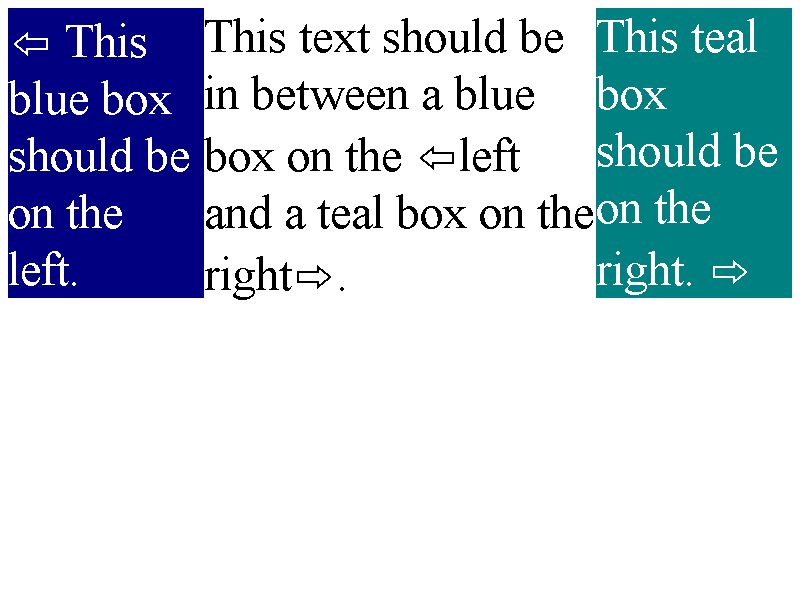 ⇦ This
blue box
should be
on the
left.
This text should be
in between a blue
box on the ⇦left
and a teal box on the
right⇨.
This teal
box
should be
on the
right. ⇨